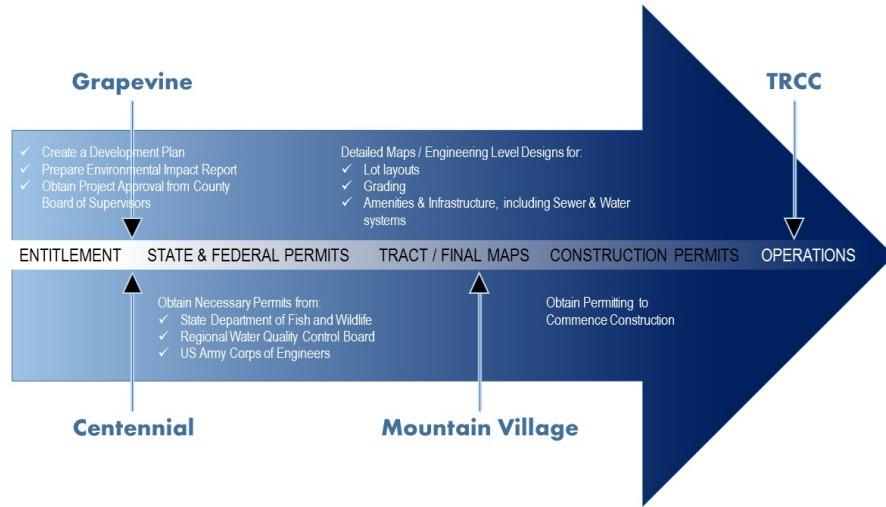 Grapevine
TRCC
✓ Create a Development Plan
✓ Prepare Environmental Impact Report
✓ Obtain Project Approval from County
Board of Supervisors
Detailed Maps / Engineering Level Designs for:
✓ Lot layouts
✓ Grading
✓ Amenities & Infrastructure, including Sewer & Water
systems
ENTITLEMENT STATE & FEDERAL PERMITS TRACT / FINAL MAPS CONSTRUCTION PERMITS OPERATIONS
Obtain Necessary Permits from:
✓ State Department of Fish and Wildlife
✓ Regional Water Quality Control Board
✓ US Army Corps of Engineers
Obtain Permitting to
Commence Construction
Centennial
Mountain Village